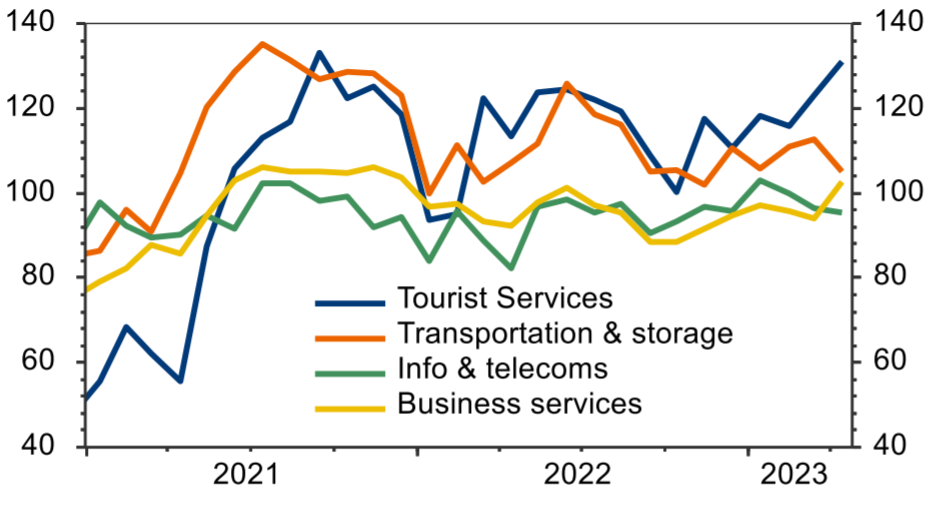 140 140
120 120
100 100
80 80
Tourist Services
Transportation & storage
60 60
Info & telecoms
Business services
40 40
2021 2022 2023